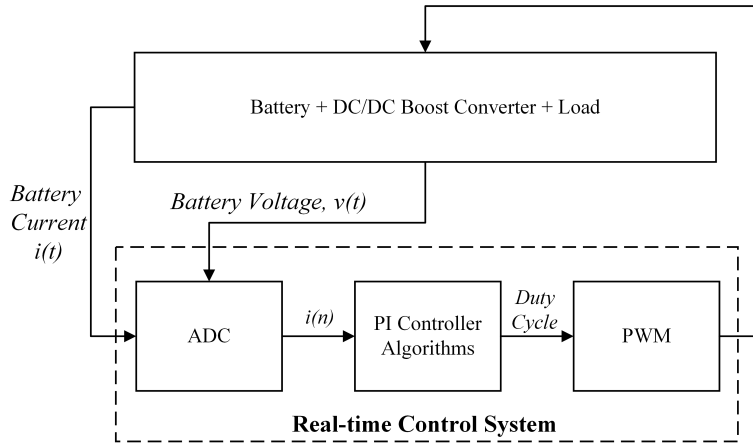 Battery + DC/DC Boost Converter + Load
Battery
Current
i(t)
Battery Voltage, v(t)
ADC
i(n)
PI Controller
Algorithms
Duty
Cycle
PWM
Real-time Control System